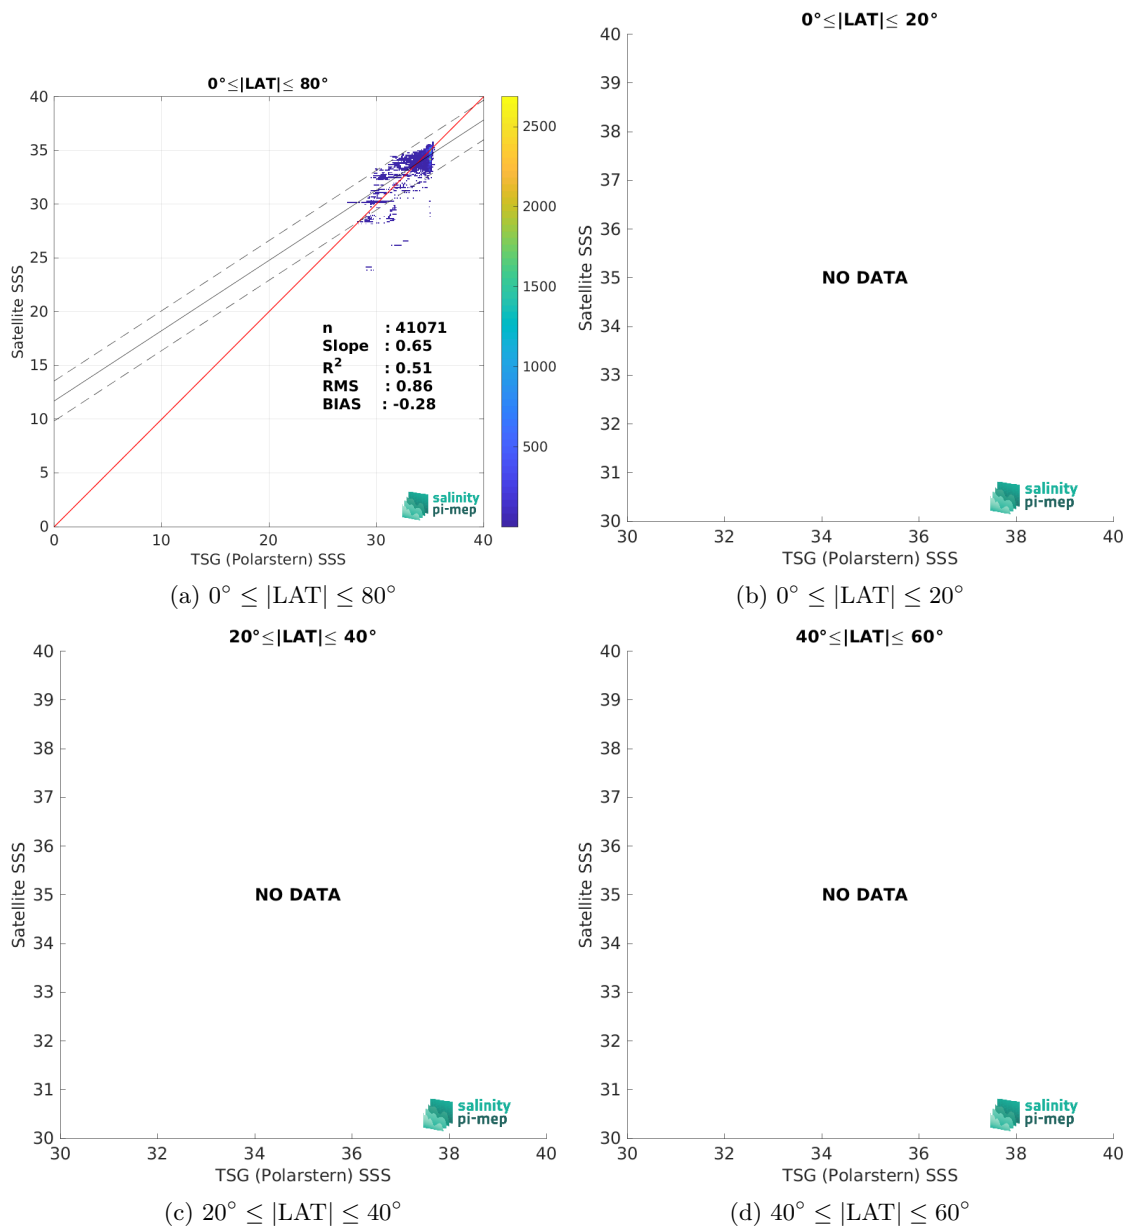 0°≤|LAT|≤ 80°
40
35
30
25
20
15
10
5
0
Satellite SSS
n : 41071
Slope : 0.65
R² : 0.51
RMS : 0.86
BIAS : -0.28
salinity
pi-mep
0 10 20 30 40
TSG (Polarstern) SSS
2500
2000
1500
1000
500
(a) 0° ≤ |LAT| ≤ 80°
0°≤|LAT|≤ 20°
40
39
38
37
36
35
34
33
32
31
30
Satellite SSS
NO DATA
salinity
pi-mep
30 32 34 36 38 40
TSG (Polarstern) SSS
(b) 0° ≤ |LAT| ≤ 20°
20°≤|LAT|≤ 40°
40
39
38
37
36
35
34
33
32
31
30
Satellite SSS
NO DATA
salinity
pi-mep
30 32 34 36 38 40
TSG (Polarstern) SSS
(c) 20° ≤ |LAT| ≤ 40°
40°≤|LAT|≤ 60°
40
39
38
37
36
35
34
33
32
31
30
Satellite SSS
NO DATA
salinity
pi-mep
30 32 34 36 38 40
TSG (Polarstern) SSS
(d) 40° ≤ |LAT| ≤ 60°